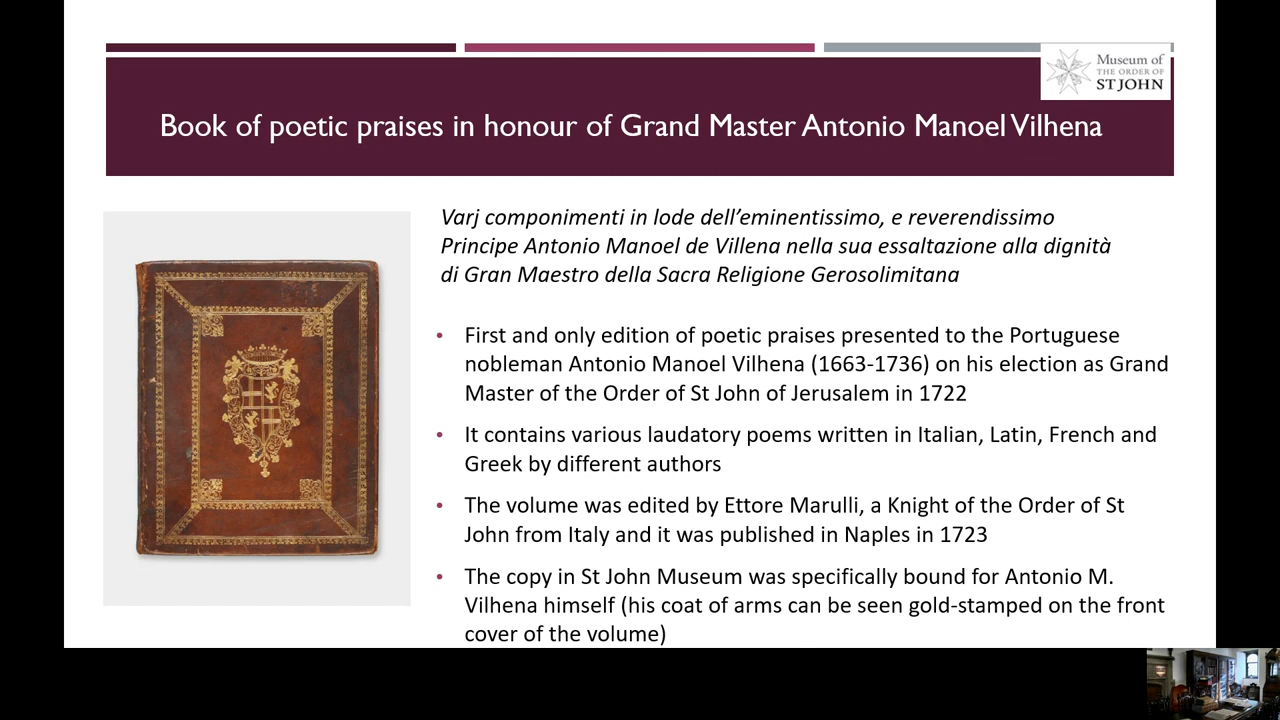 Museum of
THE ORDER OF
ST JOHN
Book of poetic praises in honour of Grand Master Antonio Manoel Vilhena
Varj componimenti in lode dell’eminentissimo, e reverendissimo
Principe Antonio Manoel de Villena nella sua essaltazione alla dignità
di Gran Maestro della Sacra Religione Gerosolimitana
• First and only edition of poetic praises presented to the Portuguese
nobleman Antonio Manoel Vilhena (1663-1736) on his election as Grand
Master of the Order of St John of Jerusalem in 1722
• It contains various laudatory poems written in Italian, Latin, French and
Greek by different authors
• The volume was edited by Ettore Marulli, a Knight of the Order of St
John from Italy and it was published in Naples in 1723
• The copy in St John Museum was specifically bound for Antonio M.
Vilhena himself (his coat of arms can be seen gold-stamped on the front
cover of the volume)